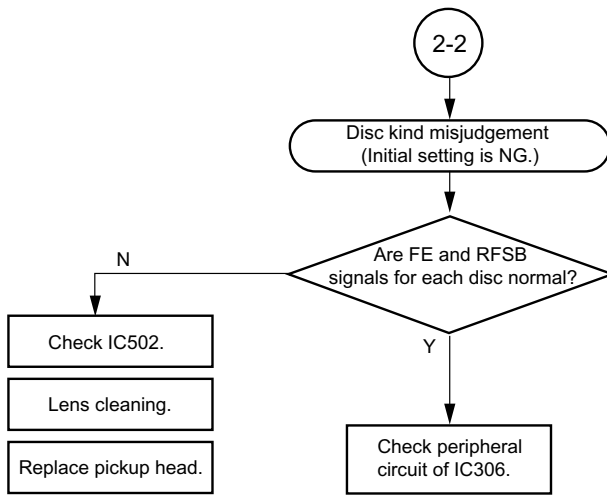 2-2
Disc kind misjudgement
(Initial setting is NG.)
Are FE and RFSB
signals for each disc normal?
N
Y
Check IC502.
Lens cleaning.
Replace pickup head.
Check peripheral
circuit of IC306.